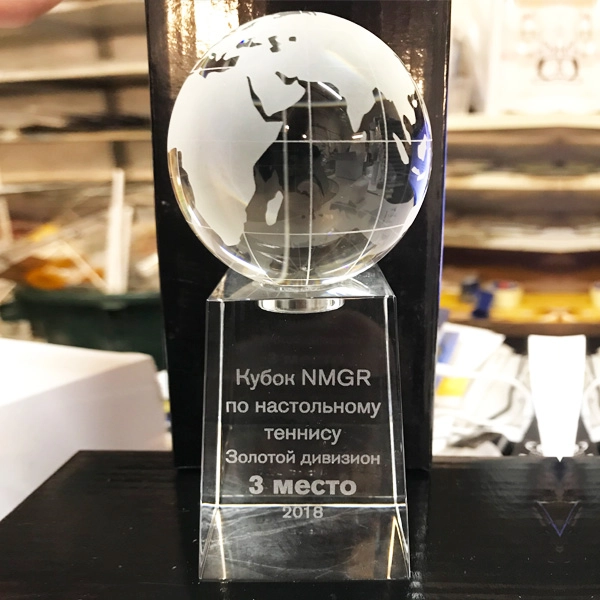 Кубок NMGR
по настольному
теннису
Золотой дивизион
3 место
2018